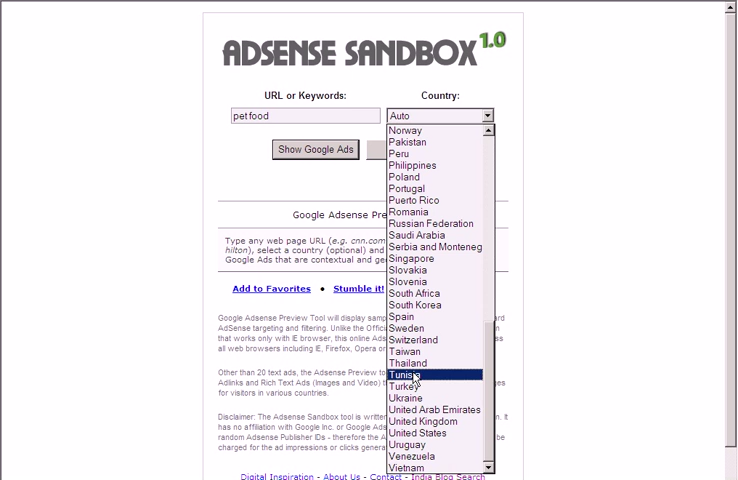 ADSENSE SANDBOX 1.0
URL or Keywords: Country:
pet food Auto
Show Google Ads
Norway
Pakistan
Peru
Philippines
Poland
Portugal
Puerto Rico
Romania
Russian Federation
Saudi Arabia
Serbia and Monteneg
Singapore
Slovakia
Slovenia
South Africa
South Korea
Spain
Sweden
Switzerland
Taiwan
Thailand
Tunisia
Turkey
Ukraine
United Arab Emirates
United Kingdom
United States
Uruguay
Venezuela
Vietnam
Google Adsense Pre
Type any web page URL (e.g. cnn.com
hilton), select a country (optional) and
Google Ads that are contextual and ge
Add to Favorites • Stumble it!
Google Adsense Preview Tool will display samp rd
AdSense targeting and filtering. Unlike the Offici
that works only with IE browser, this online Ads
all web browsers including IE, Firefox, Opera or
Other than 20 text ads, the Adsense Preview to
Adlinks and Rich Text Ads (Images and Video) ges
for visitors in various countries.
Disclaimer: The Adsense Sandbox tool is written . It
has no affiliation with Google Inc. or Google Ads
random Adsense Publisher IDs - therefore the A be
charged for the ad impressions or clicks gener
Digital Inspiration - About Us - Contact - India Blog Search